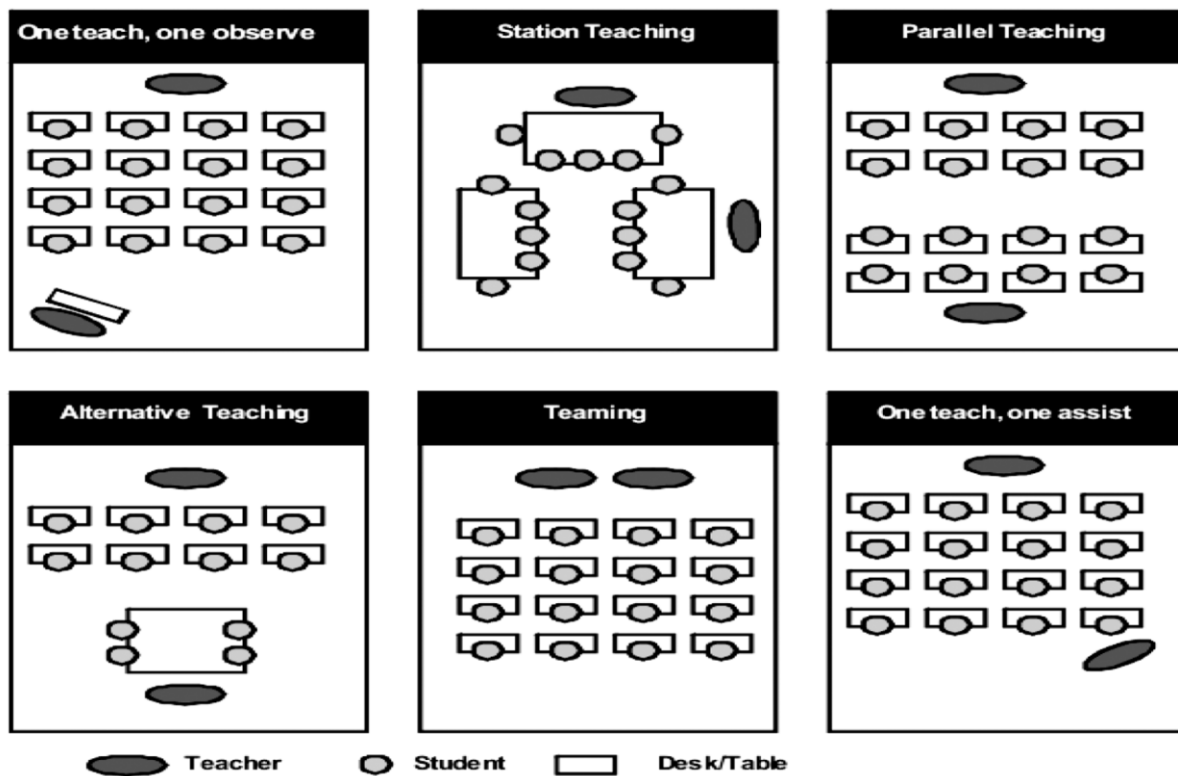 One teach, one observe
Station Teaching
Parallel Teaching
Alternative Teaching
Teaming
One teach, one assist
Teacher
Student
Desk/Table